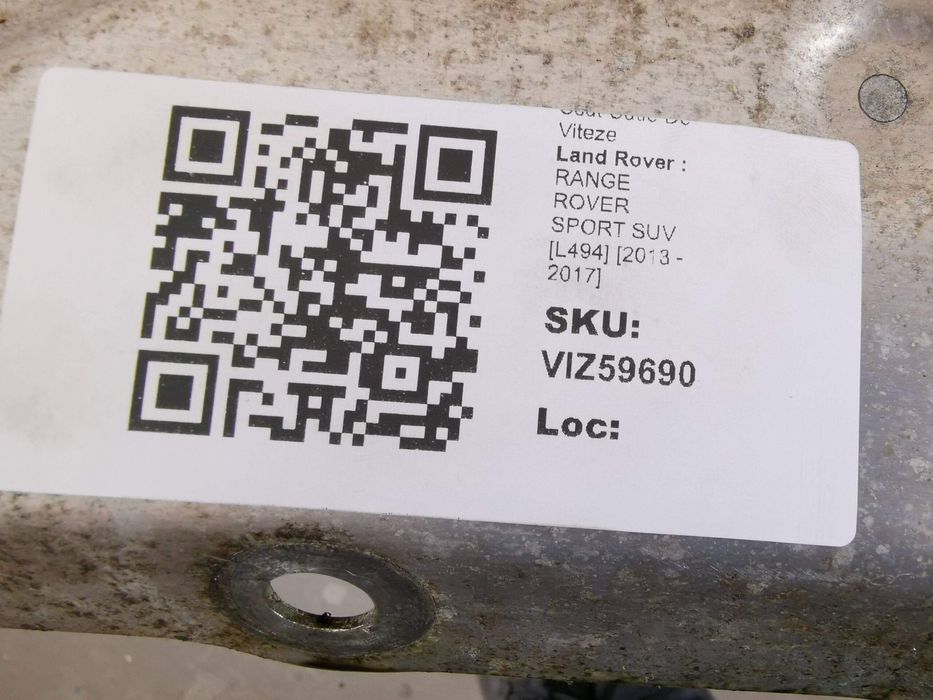 Viteze
Land Rover :
RANGE
ROVER
SPORT SUV
[L494] [2013 -
2017]
SKU:
VIZ59690
Loc: